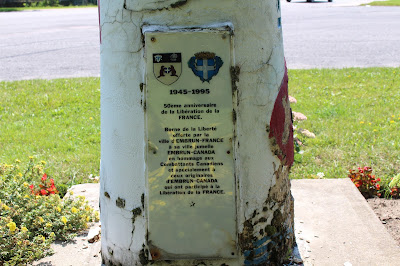 1945-1995
50ème anniversaire
de la Libération de la
FRANCE.
Borne de la Liberté
offerte par la
ville d'EMBRUN-FRANCE
à sa ville jumelle
EMBRUN-CANADA
en hommage aux
Combattants Canadiens
et spécialement à
ceux originaires
d'EMBRUN-CANADA
qui ont participé à la
Libération de la FRANCE.